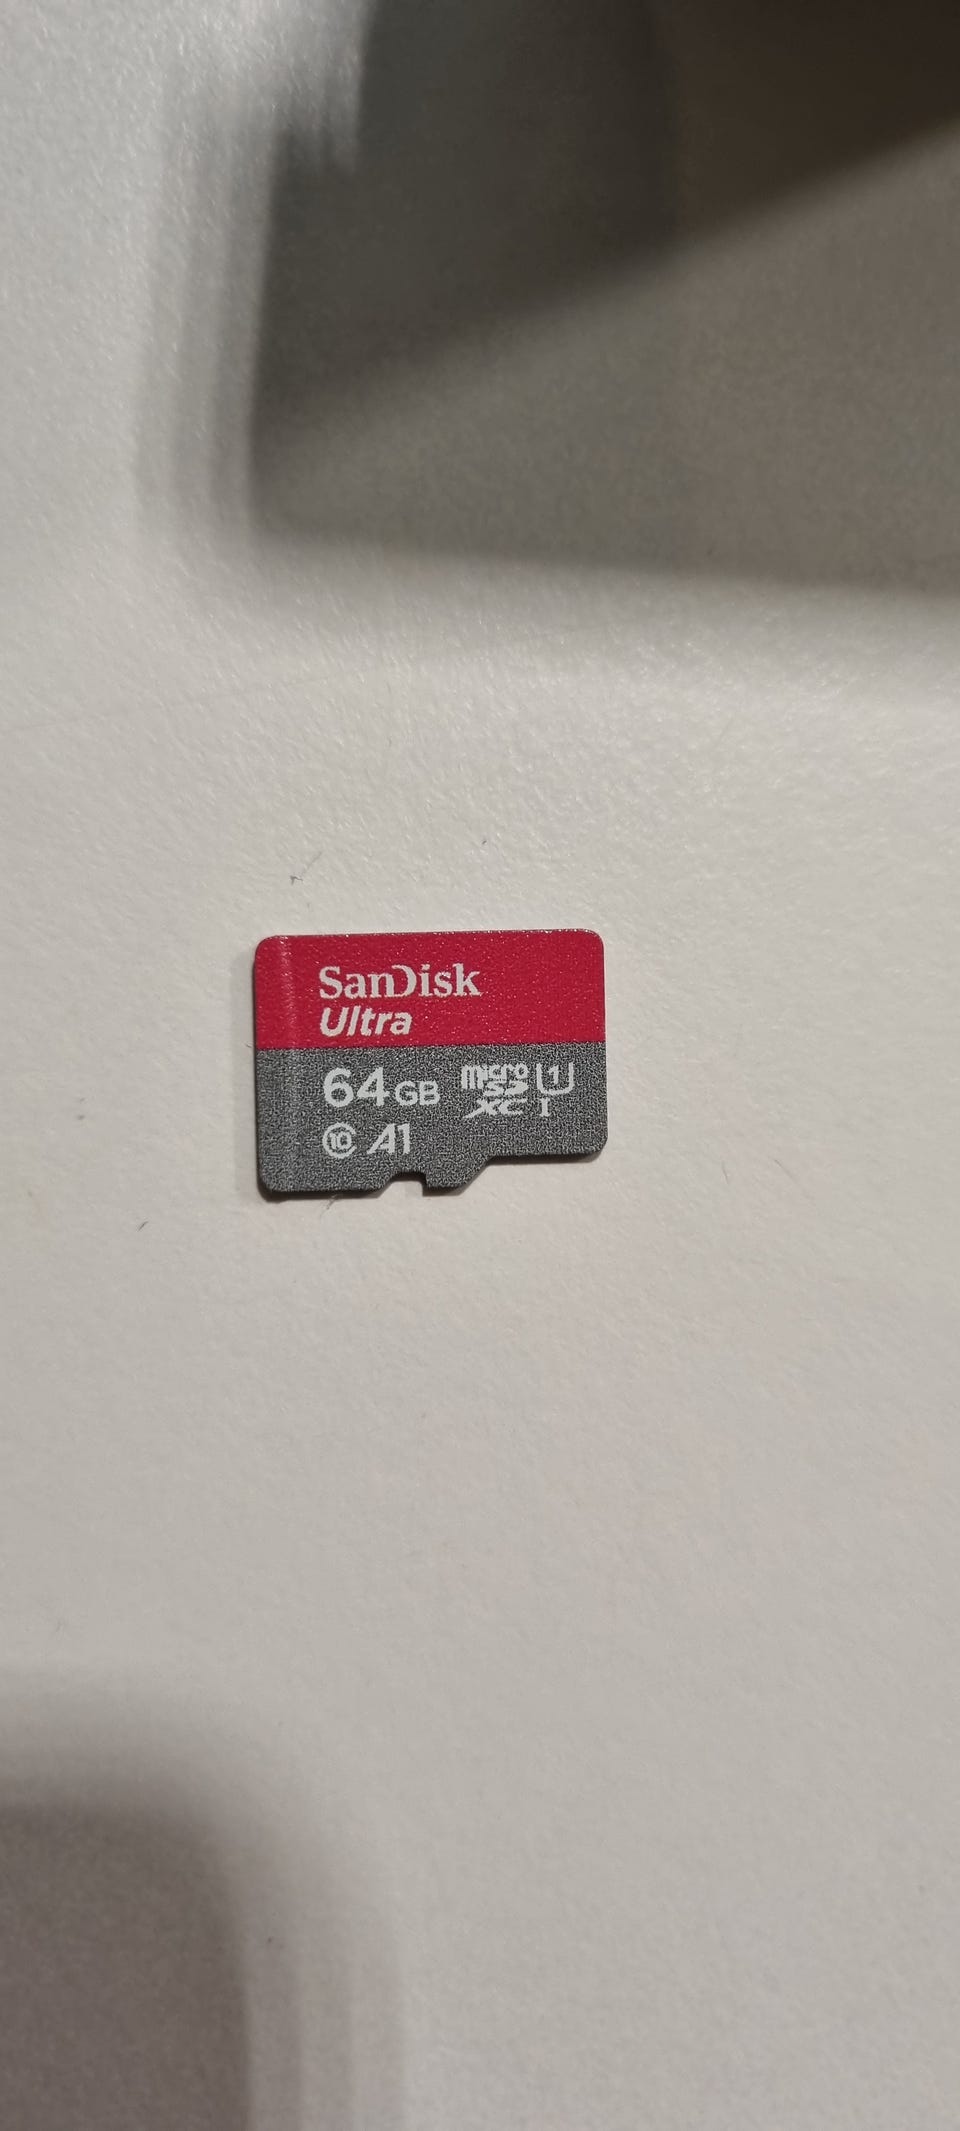 SanDisk
Ultra
64GB micro SD XC U1 I
10 A1